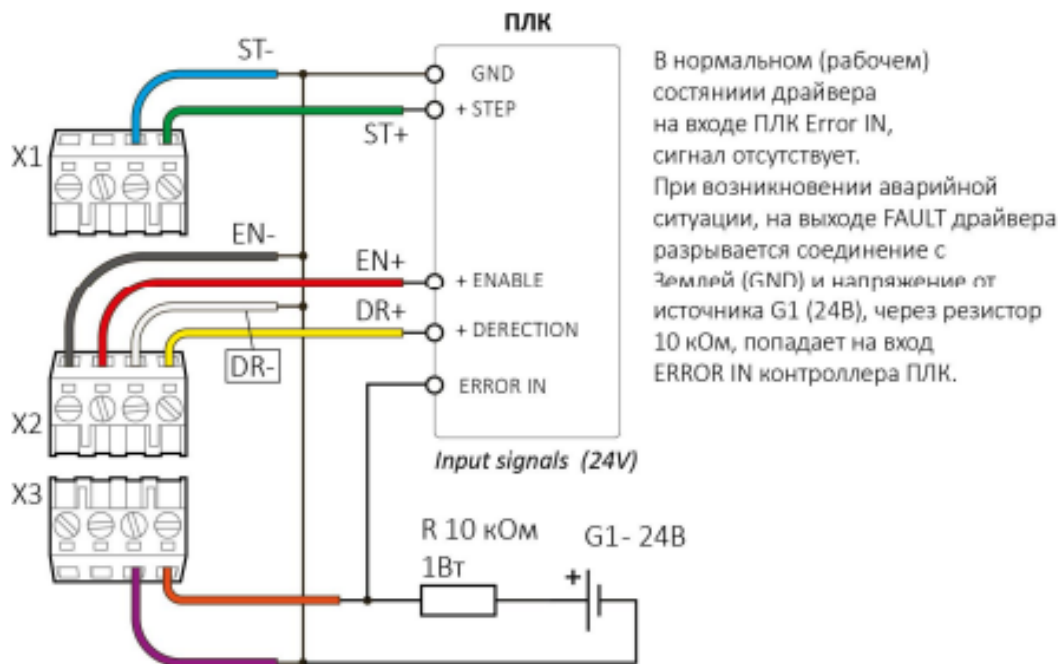 ПЛК
ST-
GND
+ STEP
ST+
X1
EN-
EN+
+ ENABLE
DR+
+ DERECTION
DR-
ERROR IN
X2
Input signals (24V)
X3
R 10 кОм
1Вт
G1- 24В
+
В нормальном (рабочем)
состяниии драйвера
на входе ПЛК Error IN,
сигнал отсутствует.
При возникновении аварийной
ситуации, на выходе FAULT драйвера
разрывается соединение с
Землей (GND) и напряжение от
источника G1 (24В), через резистор
10 кОм, попадает на вход
ERROR IN контроллера ПЛК.